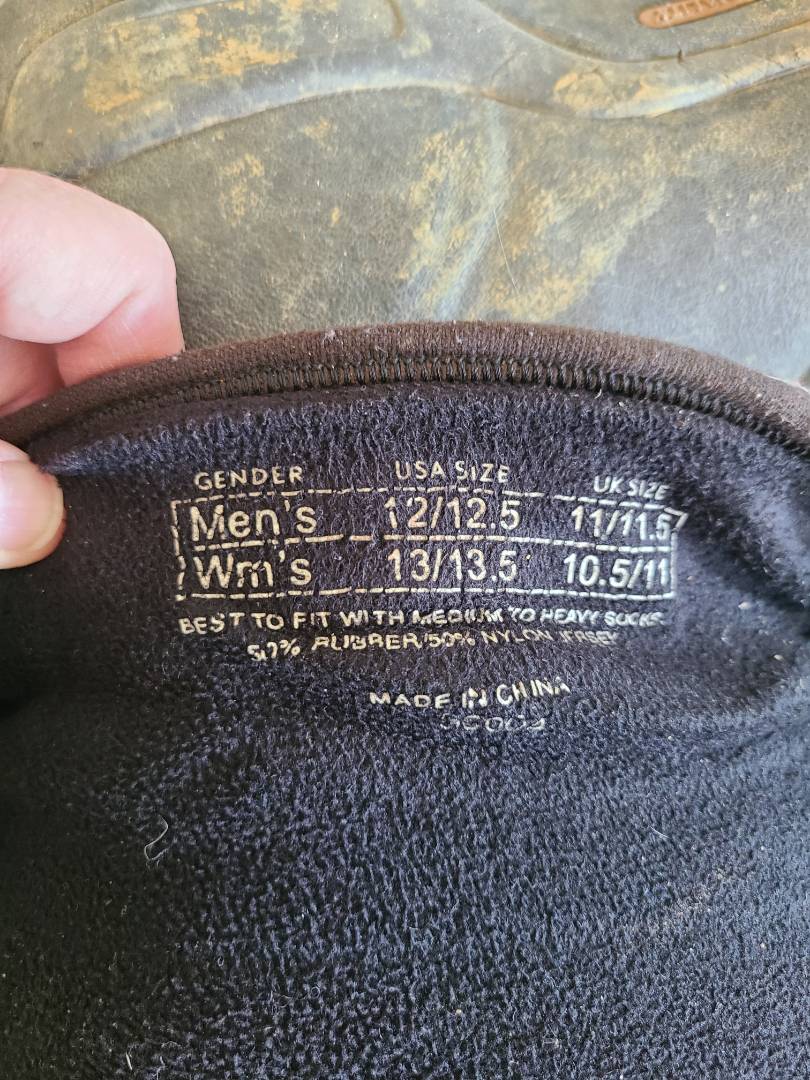 GENDER USA SIZE UK SIZE
Men's 12/12.5 11/11.5
Wm's 13/13.5 10.5/11
BEST TO FIT WITH MEDIUM TO HEAVY SOCKS
50% RUBBER/50% NYLON JERSEY
MADE IN CHINA